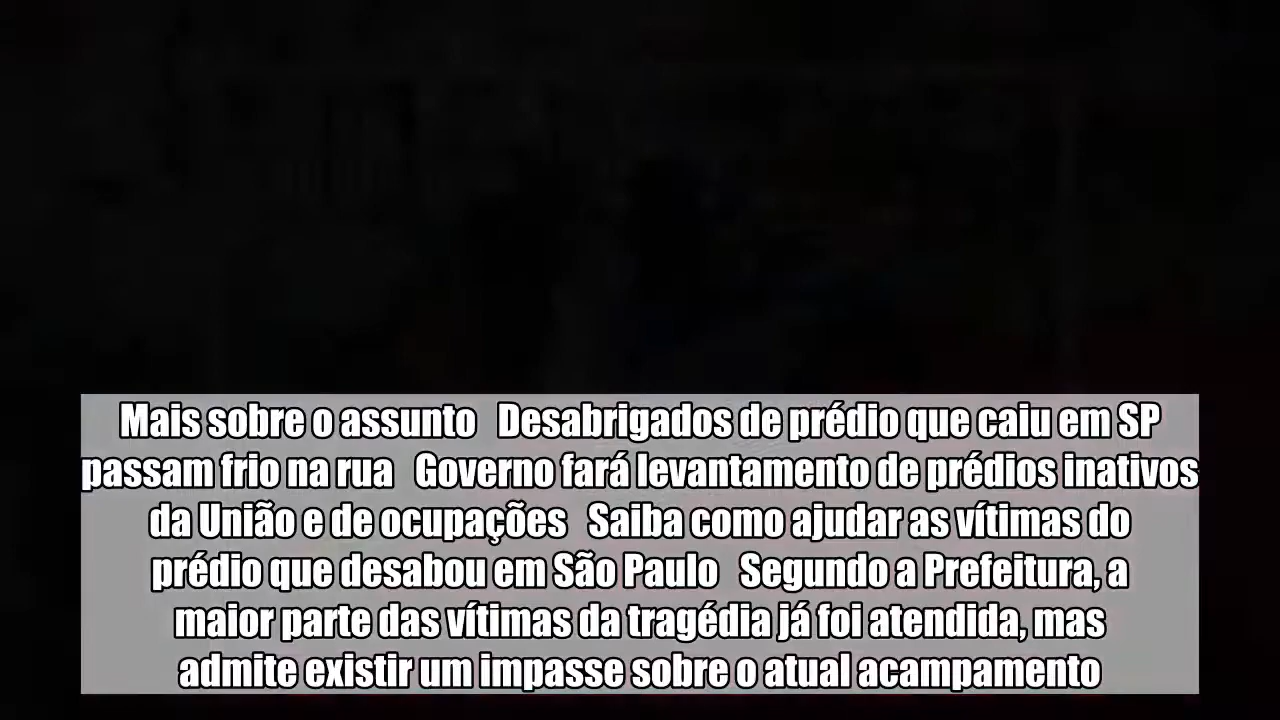 Mais sobre o assunto Desabrigados de prédio que caiu em SP
passam frio na rua Governo fará levantamento de prédios inativos
da União e de ocupações Saiba como ajudar as vítimas do
prédio que desabou em São Paulo Segundo a Prefeitura, a
maior parte das vítimas da tragédia já foi atendida, mas
admite existir um impasse sobre o atual acampamento